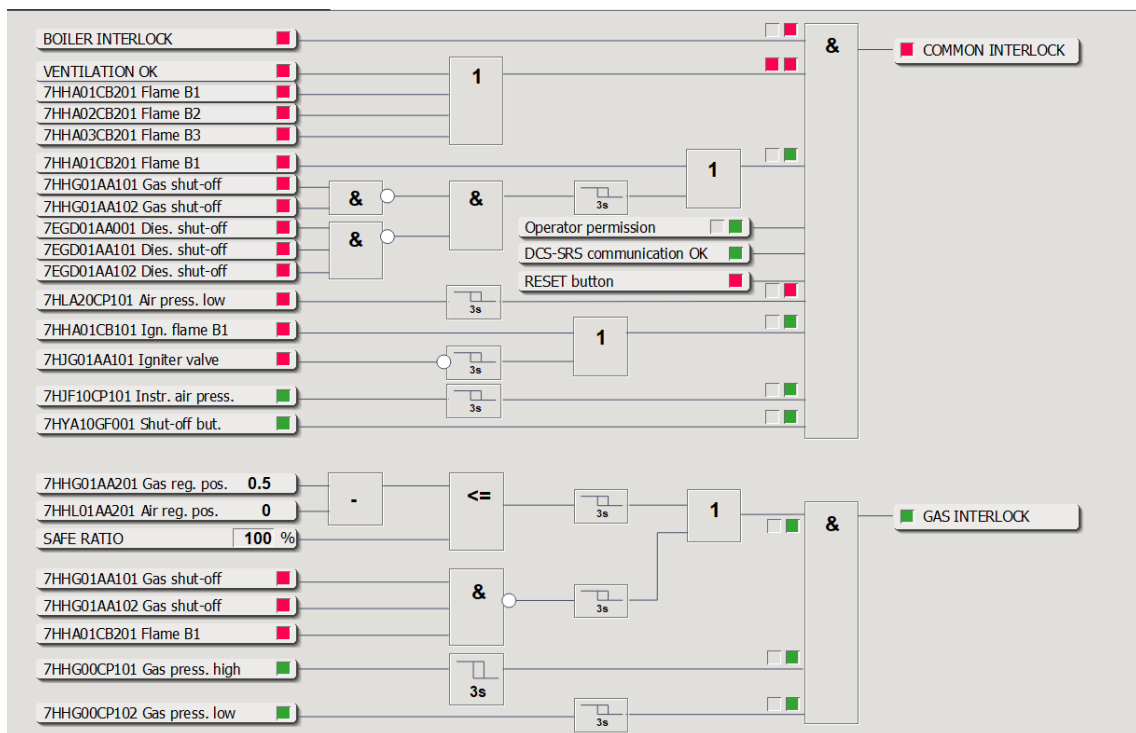 BOILER INTERLOCK
&
COMMON INTERLOCK
VENTILATION OK
1
7HHA01CB201 Flame B1
7HHA02CB201 Flame B2
7HHA03CB201 Flame B3
7HHA01CB201 Flame B1
1
7HHG01AA101 Gas shut-off
&
&
3s
7HHG01AA102 Gas shut-off
7EGD01AA001 Dies. shut-off
&
Operator permission
7EGD01AA101 Dies. shut-off
DCS-SRS communication OK
7EGD01AA102 Dies. shut-off
RESET button
7HLA20CP101 Air press. low
3s
7HHA01CB101 Ign. flame B1
1
7HJG01AA101 Igniter valve
3s
7HJF10CP101 Instr. air press.
3s
7HYA10GF001 Shut-off but.
7HHG01AA201 Gas reg. pos. 0.5
-
<=
3s
1
&
GAS INTERLOCK
7HHL01AA201 Air reg. pos. 0
SAFE RATIO 100 %
7HHG01AA101 Gas shut-off
&
3s
7HHG01AA102 Gas shut-off
7HHA01CB201 Flame B1
7HHG00CP101 Gas press. high
3s
7HHG00CP102 Gas press. low
3s